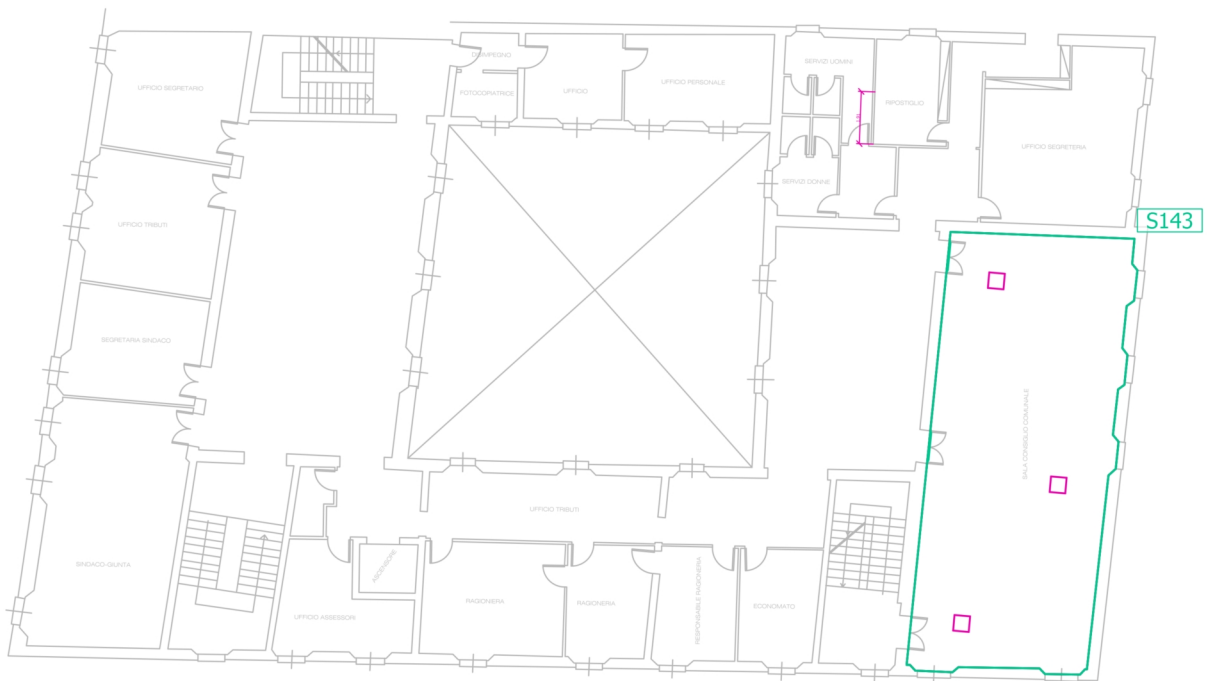 DISIMPEGNO
SERVIZI UOMINI
UFFICIO SEGRETARIO
FOTOCOPIATRICE
UFFICIO
UFFICIO PERSONALE
RIPOSTIGLIO
UFFICIO SEGRETERIA
SERVIZI DONNE
S143
UFFICIO TRIBUTI
SEGRETARIA SINDACO
SALA CONSIGLIO COMUNALE
UFFICIO TRIBUTI
SINDACO-GIUNTA
ASCENSORE
RAGIONIERA
RAGIONERIA
RESPONSABILE RAGIONERIA
ECONOMATO
UFFICIO ASSESSORI